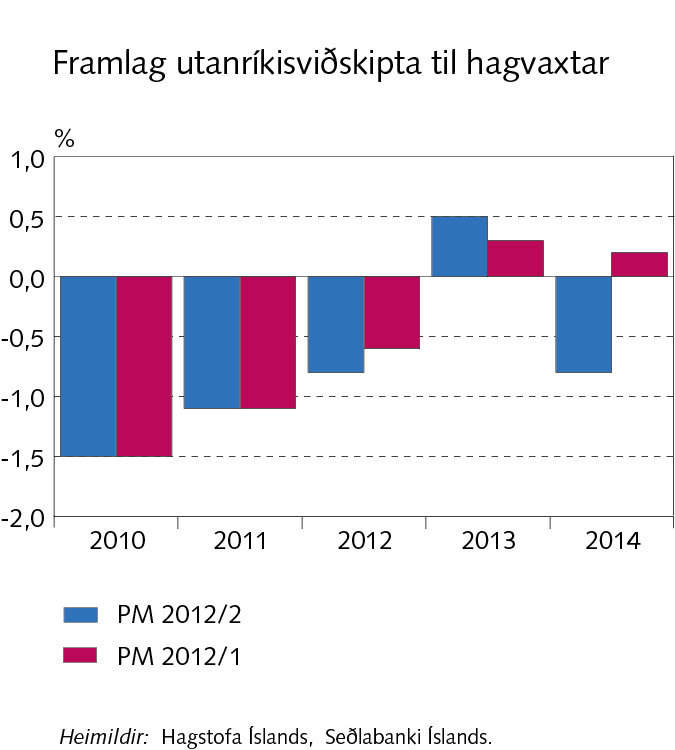 Framlag utanríkisviðskipta til hagvaxtar
%
1,0
0,5
0,0
-0,5
-1,0
-1,5
-2,0
2010 2011 2012 2013 2014
PM 2012/2
PM 2012/1
Heimildir: Hagstofa Íslands, Seðlabanki Íslands.